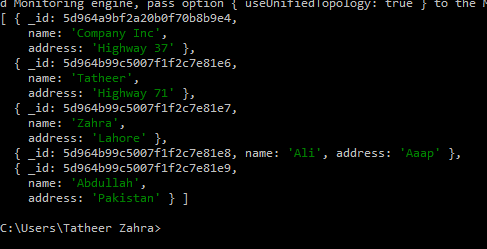 d Monitoring engine, pass option { useUnifiedTopology: true } to the M
[ { _id: 5d964a9bf2a20b0f70b8b9e4,
name: 'Company Inc',
address: 'Highway 37' },
{ _id: 5d964b99c5007f1f2c7e81e6,
name: 'Tatheer',
address: 'Highway 71' },
{ _id: 5d964b99c5007f1f2c7e81e7,
name: 'Zahra',
address: 'Lahore' },
{ _id: 5d964b99c5007f1f2c7e81e8, name: 'Ali', address: 'Aaap' },
{ _id: 5d964b99c5007f1f2c7e81e9,
name: 'Abdullah',
address: 'Pakistan' } ]
C:\Users\Tatheer Zahra>